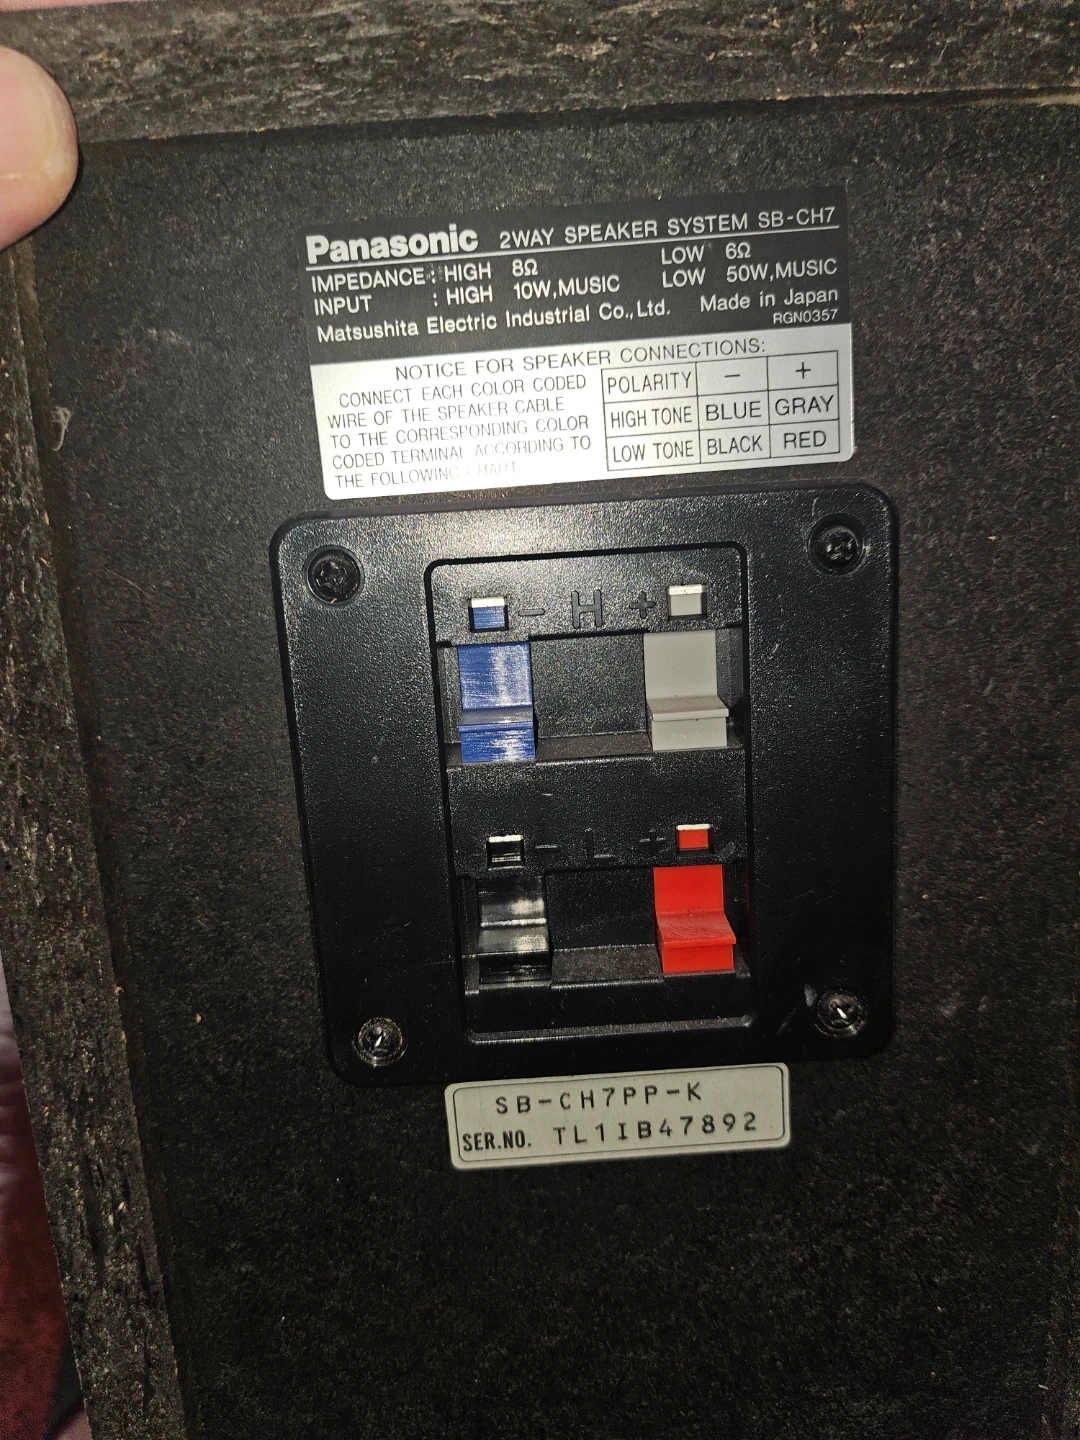 Panasonic 2WAY SPEAKER SYSTEM SB-CH7
IMPEDANCE : HIGH 8Ω LOW 6Ω
INPUT : HIGH 10W,MUSIC LOW 50W,MUSIC
Matsushita Electric Industrial Co.,Ltd. Made in Japan
RGN0357
NOTICE FOR SPEAKER CONNECTIONS:
CONNECT EACH COLOR CODED
WIRE OF THE SPEAKER CABLE
TO THE CORRESPONDING COLOR
CODED TERMINAL ACCORDING TO
THE FOLLOWING CHART
POLARITY − +
HIGH TONE BLUE GRAY
LOW TONE BLACK RED
− H +
− L +
SB-CH7PP-K
SER.NO. TL1IB47892